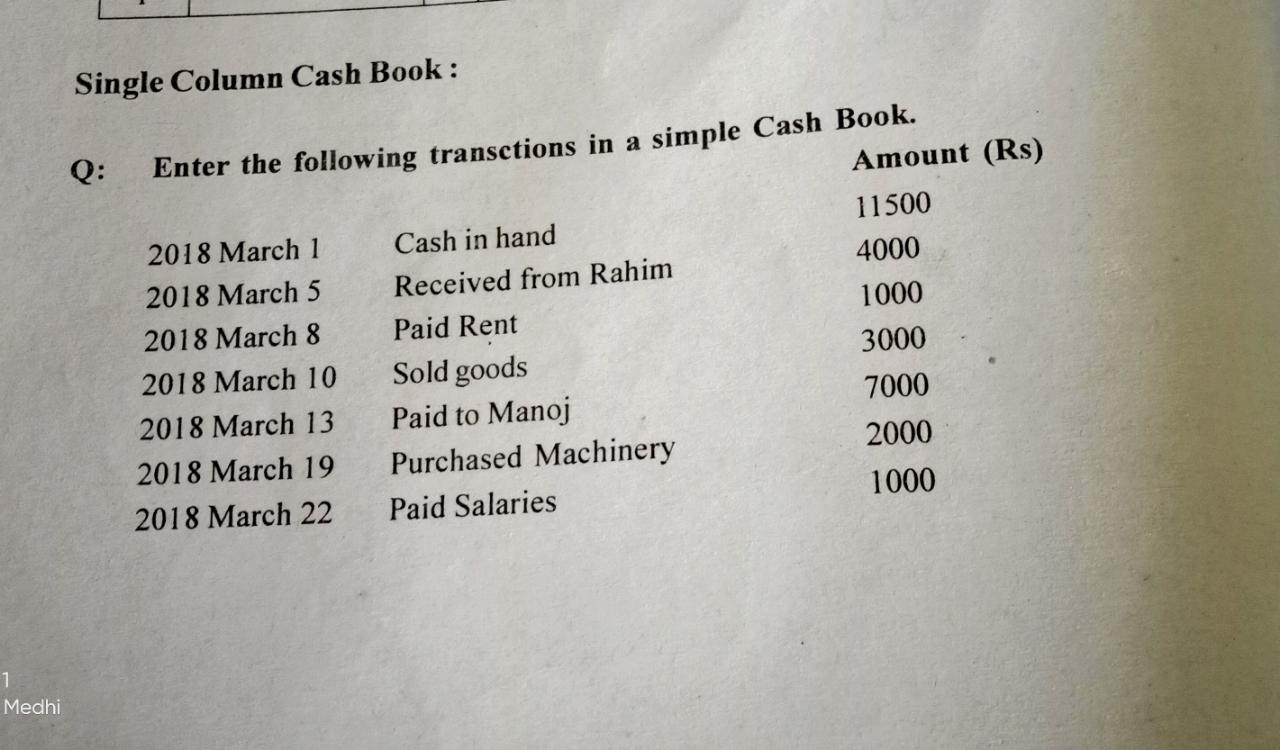 Single Column Cash Book :
Q: Enter the following transctions in a simple Cash Book.
Amount (Rs)
2018 March 1 Cash in hand 11500
2018 March 5 Received from Rahim 4000
2018 March 8 Paid Rent 1000
2018 March 10 Sold goods 3000
2018 March 13 Paid to Manoj 7000
2018 March 19 Purchased Machinery 2000
2018 March 22 Paid Salaries 1000
1
Medhi